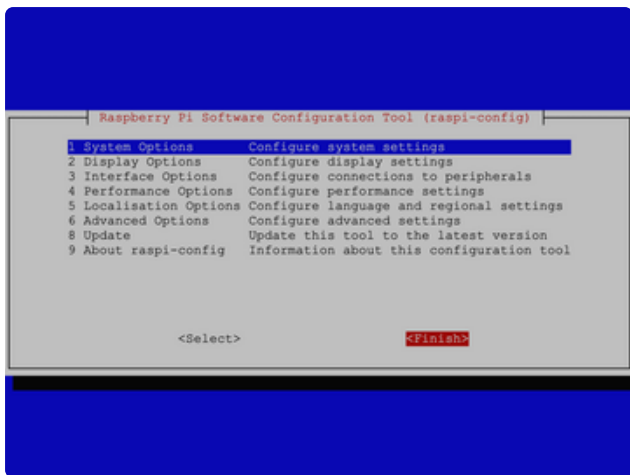 Raspberry Pi Software Configuration Tool (raspi-config)
1 System Options Configure system settings
2 Display Options Configure display settings
3 Interface Options Configure connections to peripherals
4 Performance Options Configure performance settings
5 Localisation Options Configure language and regional settings
6 Advanced Options Configure advanced settings
8 Update Update this tool to the latest version
9 About raspi-config Information about this configuration tool
<Select> <Finish>